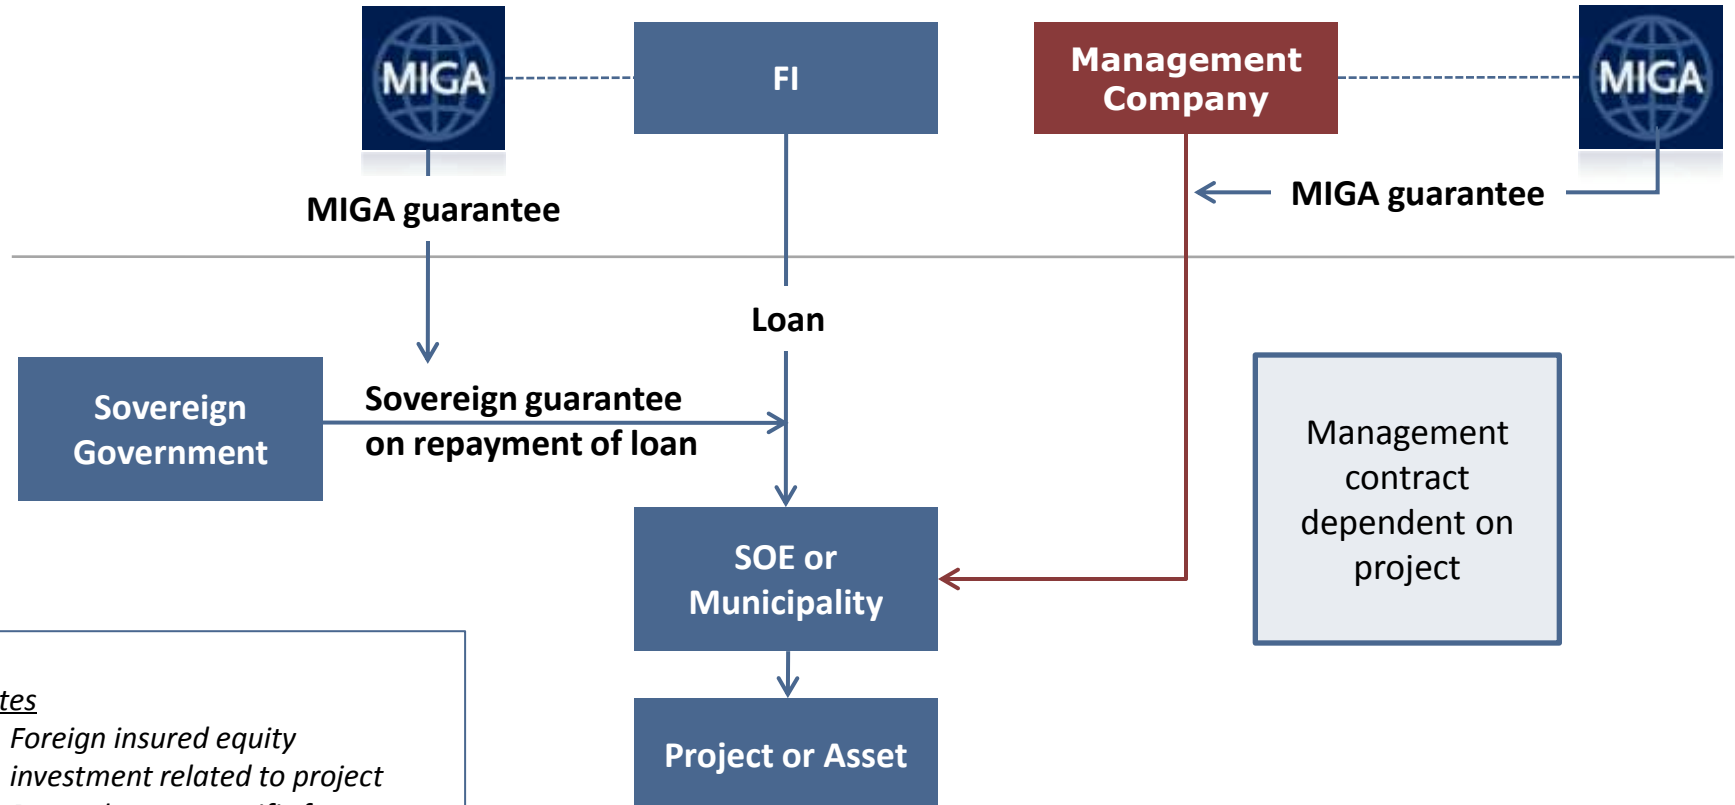 MIGA
FI
Management
Company
MIGA
MIGA guarantee
MIGA guarantee
Loan
Sovereign
Government
Sovereign guarantee
on repayment of loan
Management
contract
dependent on
project
SOE or
Municipality
Project or Asset
tes
Foreign insured equity
investment related to project